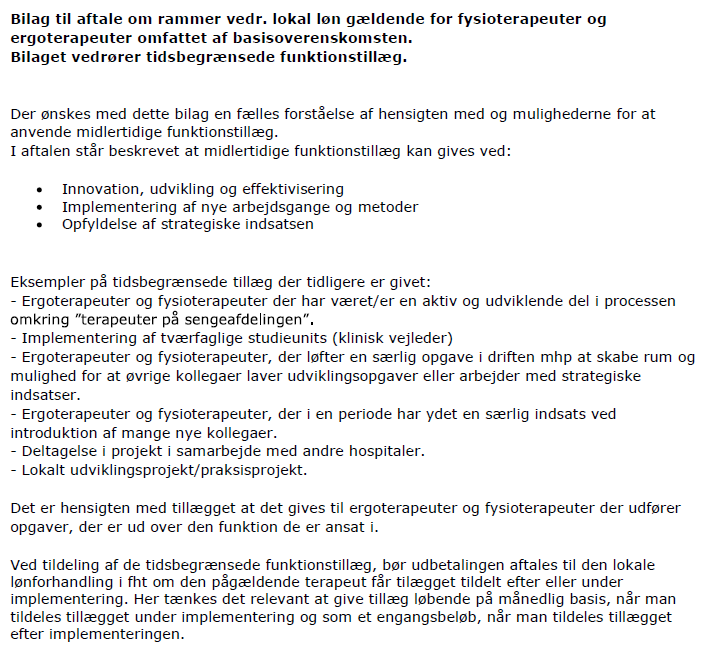 Bilag til aftale om rammer vedr. lokal løn gældende for fysioterapeuter og
ergoterapeuter omfattet af basisoverenskomsten.
Bilaget vedrører tidsbegrænsede funktionstillæg.
Der ønskes med dette bilag en fælles forståelse af hensigten med og mulighederne for at
anvende midlertidige funktionstillæg.
I aftalen står beskrevet at midlertidige funktionstillæg kan gives ved:
• Innovation, udvikling og effektivisering
• Implementering af nye arbejdsgange og metoder
• Opfyldelse af strategiske indsatsen
Eksempler på tidsbegrænsede tillæg der tidligere er givet:
- Ergoterapeuter og fysioterapeuter der har været/er en aktiv og udviklende del i processen
omkring ”terapeuter på sengeafdelingen”.
- Implementering af tværfaglige studieunits (klinisk vejleder)
- Ergoterapeuter og fysioterapeuter, der løfter en særlig opgave i driften mhp at skabe rum og
mulighed for at øvrige kollegaer laver udviklingsopgaver eller arbejder med strategiske
indsatser.
- Ergoterapeuter og fysioterapeuter, der i en periode har ydet en særlig indsats ved
introduktion af mange nye kollegaer.
- Deltagelse i projekt i samarbejde med andre hospitaler.
- Lokalt udviklingsprojekt/praksisprojekt.
Det er hensigten med tillægget at det gives til ergoterapeuter og fysioterapeuter der udfører
opgaver, der er ud over den funktion de er ansat i.
Ved tildeling af de tidsbegrænsede funktionstillæg, bør udbetalingen aftales til den lokale
lønforhandling i fht om den pågældende terapeut får tilægget tildelt efter eller under
implementering. Her tænkes det relevant at give tillæg løbende på månedlig basis, når man
tildeles tillægget under implementering og som et engangsbeløb, når man tildeles tillægget
efter implementeringen.